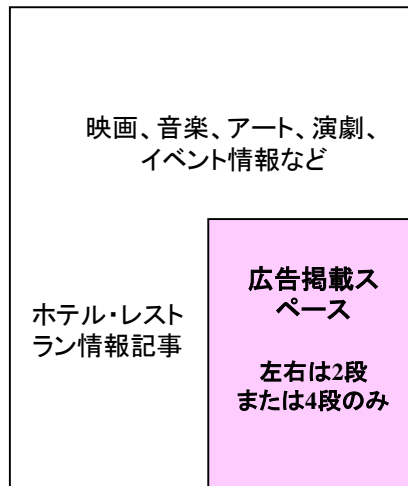 映画、音楽、アート、演劇、
イベント情報など
ホテル・レスト
ラン情報記事
広告掲載ス
ペース
左右は2段
または4段のみ